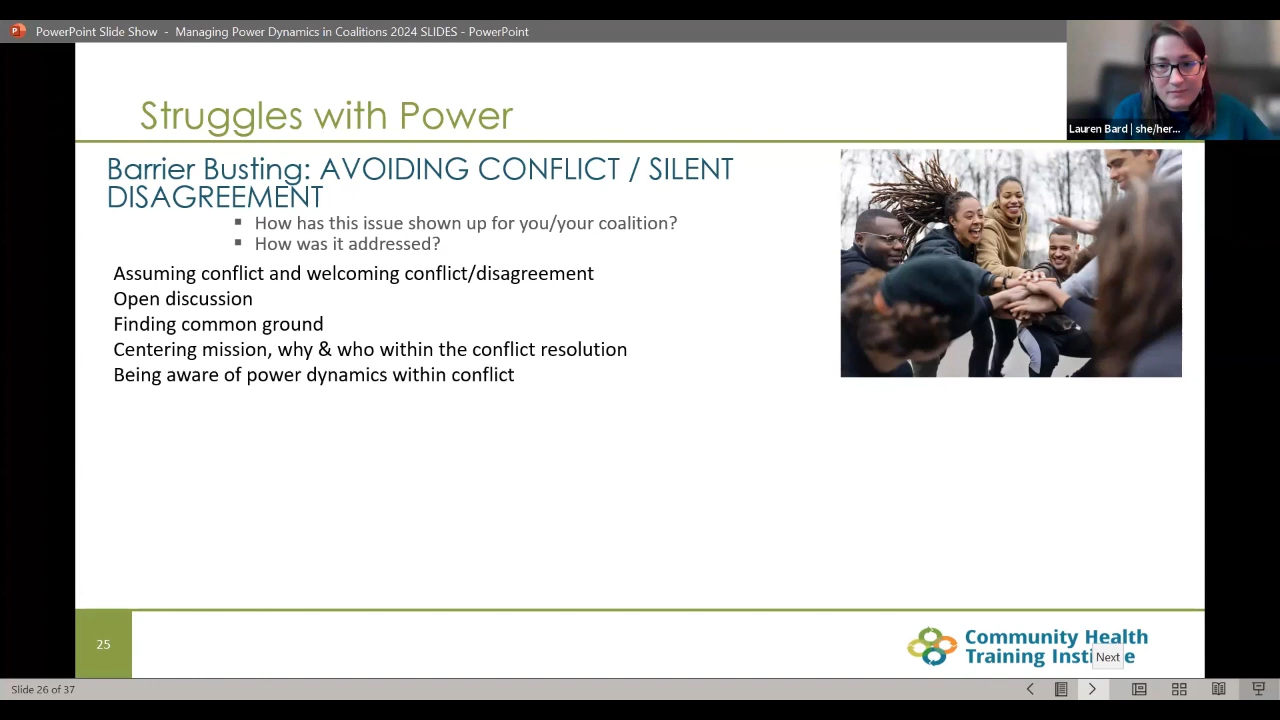 PowerPoint Slide Show - Managing Power Dynamics in Coalitions 2024 SLIDES - PowerPoint
Lauren Bard | she/her...
Struggles with Power
Barrier Busting: AVOIDING CONFLICT / SILENT
DISAGREEMENT
▪ How has this issue shown up for you/your coalition?
▪ How was it addressed?
Assuming conflict and welcoming conflict/disagreement
Open discussion
Finding common ground
Centering mission, why & who within the conflict resolution
Being aware of power dynamics within conflict
25
Community Health
Training Insti e
Next
Slide 26 of 37